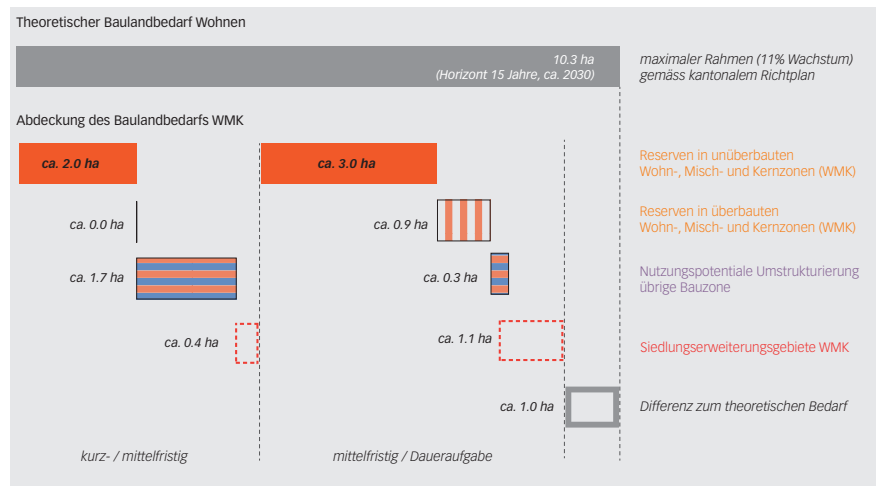 Theoretischer Baulandbedarf Wohnen
10.3 ha
(Horizont 15 Jahre, ca. 2030)
maximaler Rahmen (11% Wachstum)
gemäss kantonalem Richtplan
Abdeckung des Baulandbedarfs WMK
ca. 2.0 ha
ca. 3.0 ha
Reserven in unüberbauten
Wohn-, Misch- und Kernzonen (WMK)
ca. 0.0 ha
ca. 0.9 ha
Reserven in überbauten
Wohn-, Misch- und Kernzonen (WMK)
ca. 1.7 ha
ca. 0.3 ha
Nutzungspotentiale Umstrukturierung
übrige Bauzone
ca. 0.4 ha
ca. 1.1 ha
Siedlungserweiterungsgebiete WMK
ca. 1.0 ha
Differenz zum theoretischen Bedarf
kurz- / mittelfristig
mittelfristig / Daueraufgabe